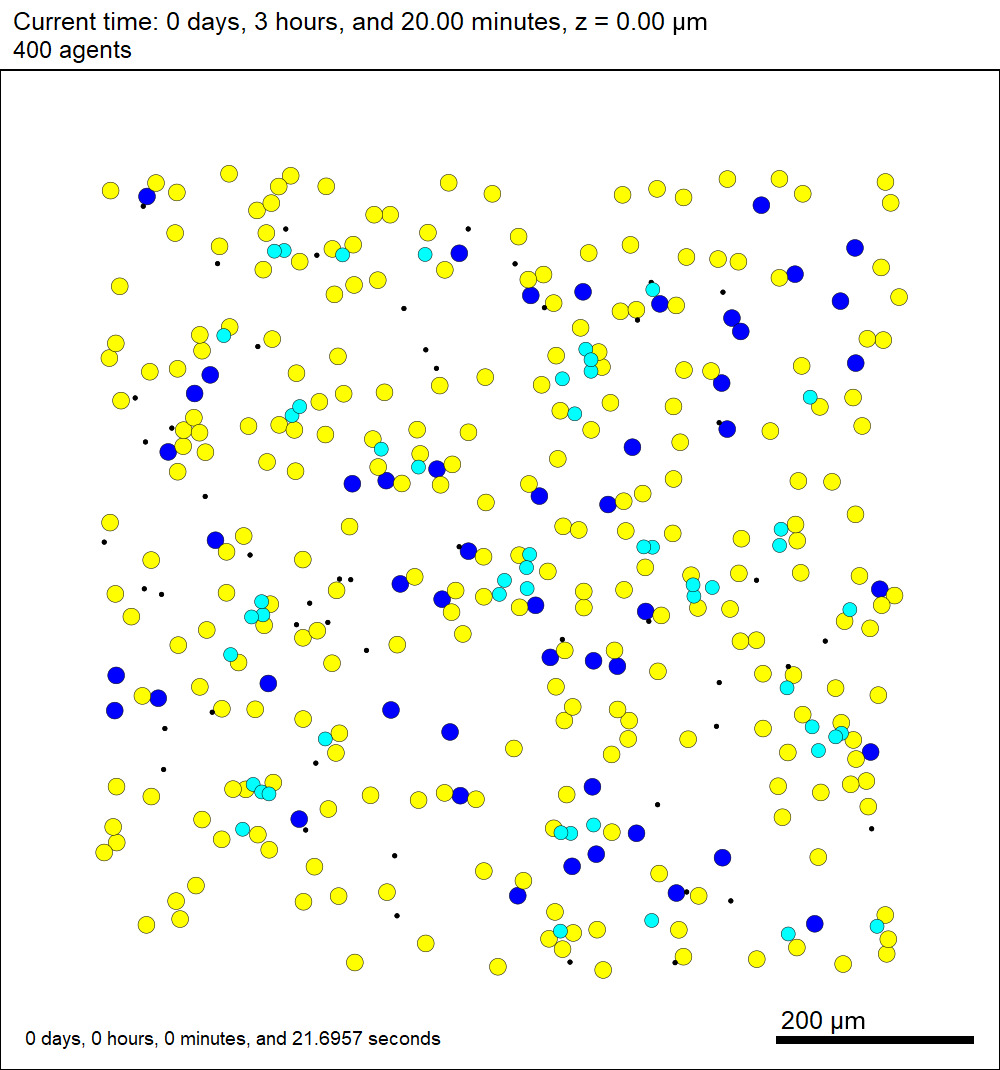 Current time: 0 days, 3 hours, and 20.00 minutes, z = 0.00 µm
400 agents
200 µm
0 days, 0 hours, 0 minutes, and 21.6957 seconds